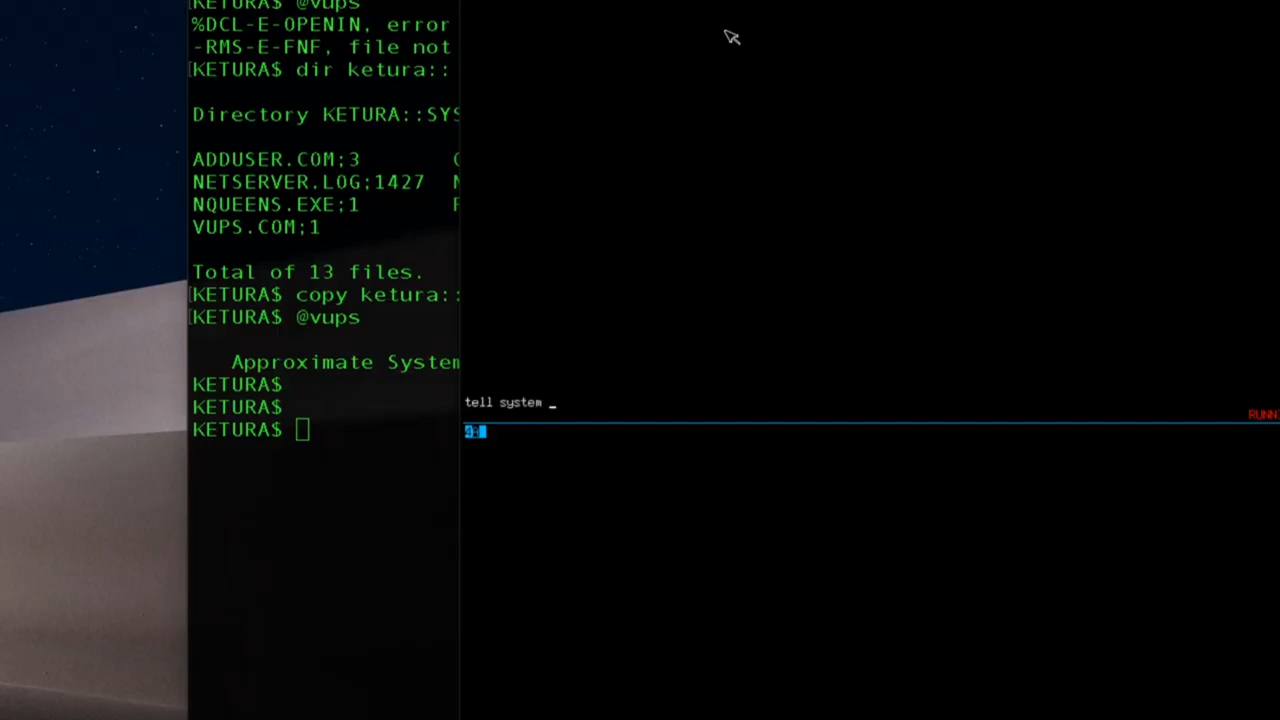 KETURA$ @vups
%DCL-E-OPENIN, error
-RMS-E-FNF, file not
[KETURA$ dir ketura::
Directory KETURA::SYS
ADDUSER.COM;3
NETSERVER.LOG;1427
NQUEENS.EXE;1
VUPS.COM;1
Total of 13 files.
[KETURA$ copy ketura::
[KETURA$ @vups
Approximate System
KETURA$
KETURA$
KETURA$
tell system _
RUNN